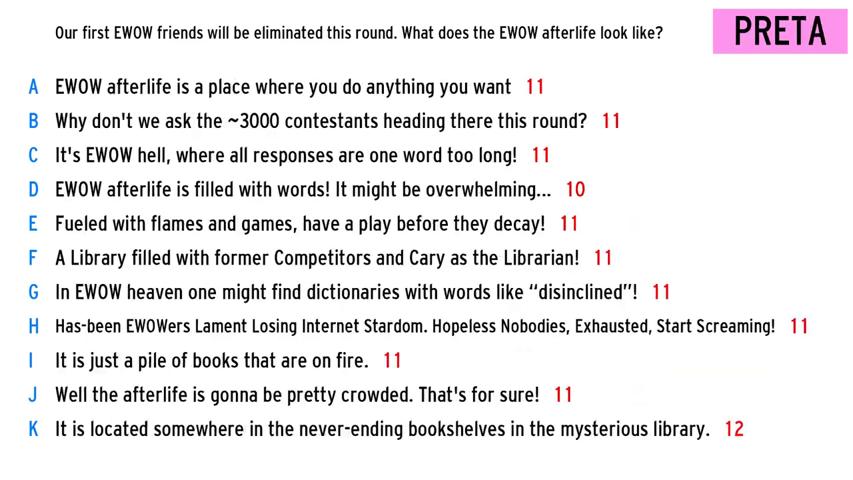 Our first EWOW friends will be eliminated this round. What does the EWOW afterlife look like?
PRETA
A EWOW afterlife is a place where you do anything you want 11
B Why don't we ask the ~3000 contestants heading there this round? 11
C It's EWOW hell, where all responses are one word too long! 11
D EWOW afterlife is filled with words! It might be overwhelming... 10
E Fueled with flames and games, have a play before they decay! 11
F A Library filled with former Competitors and Cary as the Librarian! 11
G In EWOW heaven one might find dictionaries with words like “disinclined”! 11
H Has-been EWOWers Lament Losing Internet Stardom. Hopeless Nobodies, Exhausted, Start Screaming! 11
I It is just a pile of books that are on fire. 11
J Well the afterlife is gonna be pretty crowded. That's for sure! 11
K It is located somewhere in the never-ending bookshelves in the mysterious library. 12